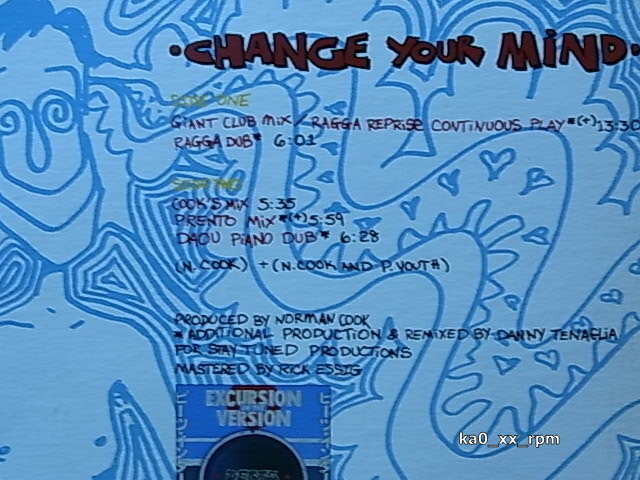 •CHANGE YOUR MIND•
SIDE ONE
GIANT CLUB MIX / RAGGA REPRISE CONTINUOUS PLAY*(+)13:30
RAGGA DUB* 6:01
SIDE TWO
COOK'S MIX 5:35
PRENTO MIX*(+)5:59
DAOU PIANO DUB* 6:28
(N.COOK) + (N.COOK AND P.YOUTH)
PRODUCED BY NORMAN COOK
* ADDITIONAL PRODUCTION & REMIXED BY DANNY TENAGLIA
FOR STAY TUNED PRODUCTIONS
MASTERED BY RICK ESSIG
EXCURSION
VERSION
ka0_xx_rpm